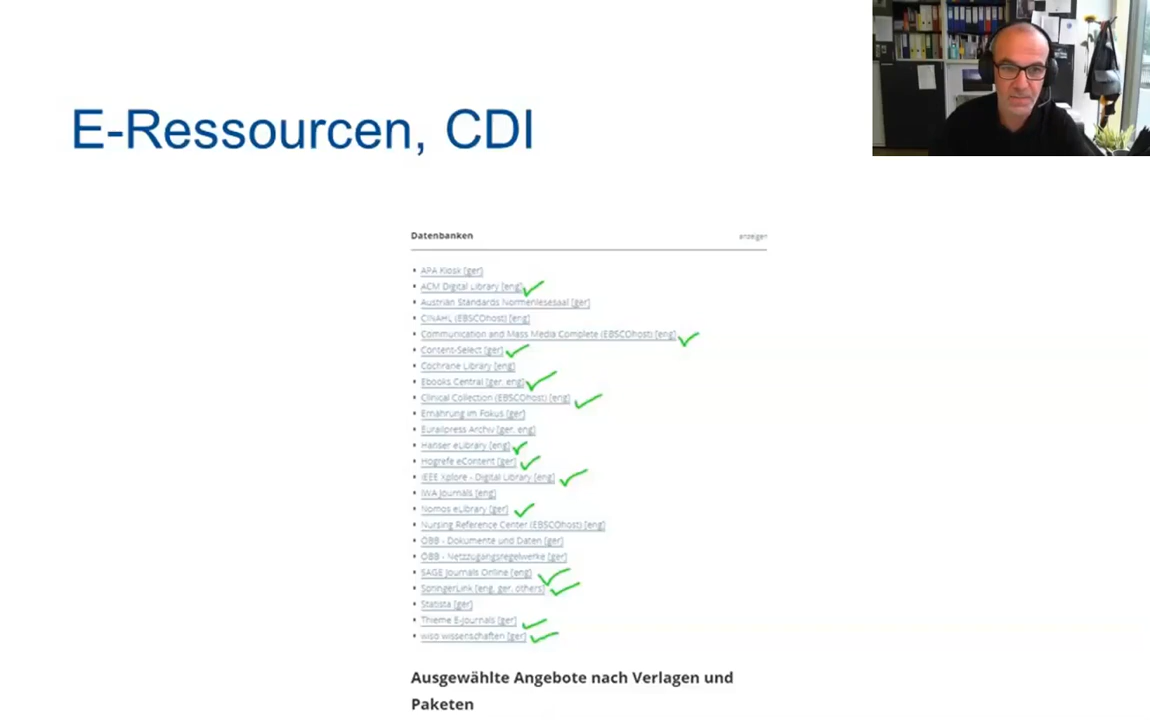 E-Ressourcen, CDI
Datenbanken
anzeigen
APA Kiosk [ger]
ACM Digital Library [eng]
Austrian Standards Normenlesesaal [ger]
CINAHL (EBSCOhost) [eng]
Communication and Mass Media Complete (EBSCOhost) [eng]
Content-Select [ger]
Cochrane Library [eng]
Ebooks Central [ger, eng]
Clinical Collection (EBSCOhost) [eng]
Ernährung im Fokus [ger]
Eurailpress Archiv [ger, eng]
Hanser eLibrary [eng]
Hogrefe eContent [ger]
IEEE Xplore - Digital Library [eng]
IWA Journals [eng]
Nomos eLibrary [ger]
Nursing Reference Center (EBSCOhost) [eng]
ÖBB - Dokumente und Daten [ger]
ÖBB - Netzzugangsregelwerke [ger]
SAGE Journals Online [eng]
SpringerLink [eng, ger, others]
Statista [ger]
Thieme E-Journals [ger]
wiso wissenschaften [ger]
Ausgewählte Angebote nach Verlagen und
Paketen